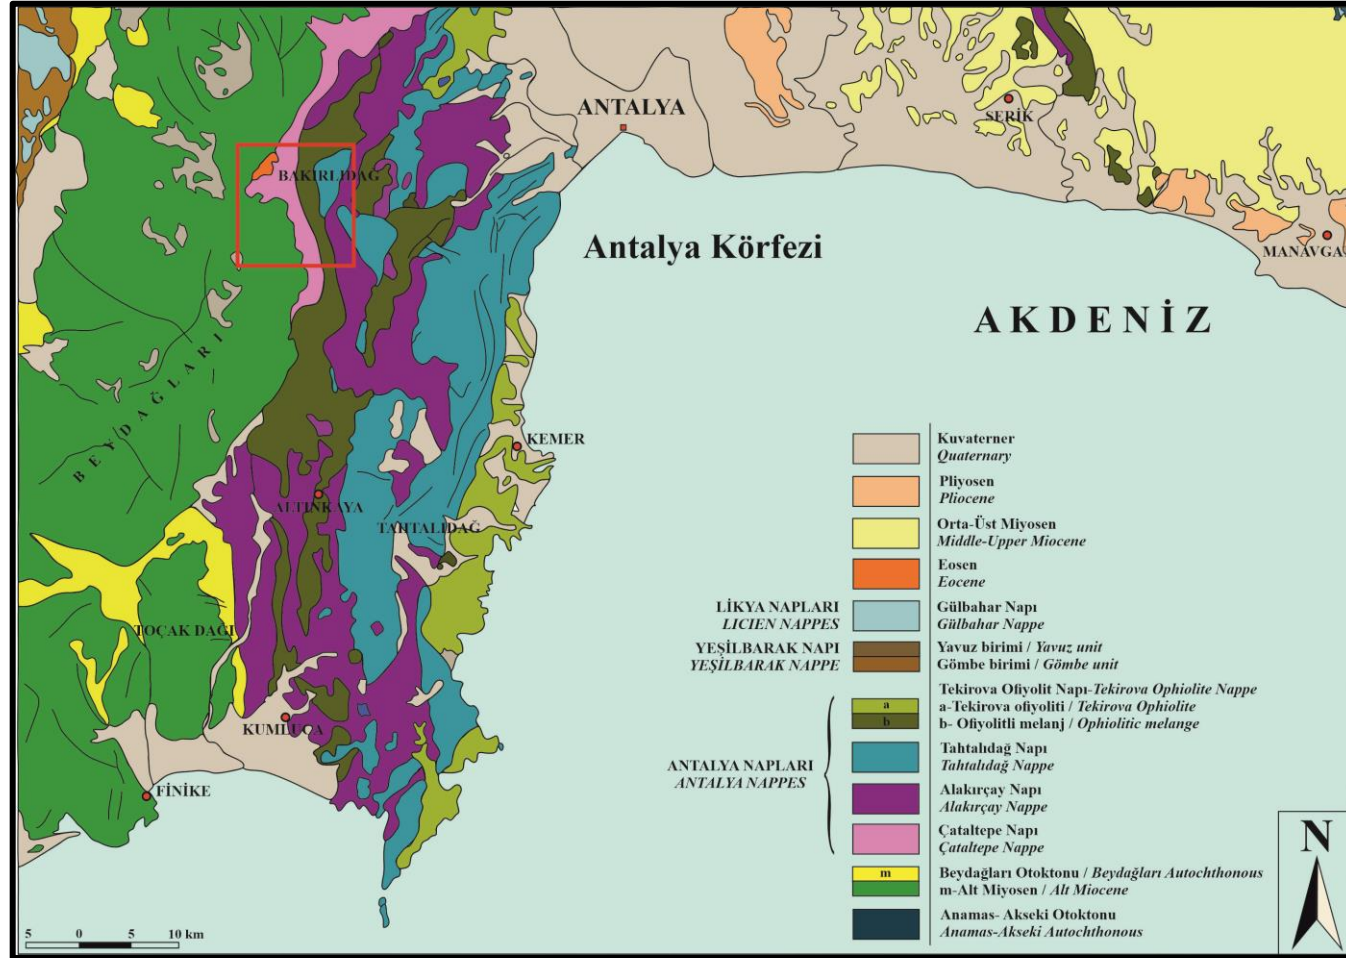 ANTALYA
SERİK
BAKIRLIDAĞ
MANAVGA
Antalya Körfezi
AKDENİZ
BEYDAĞLARI
KEMER
ALTINKAYA
TAHTALIDAĞ
TOÇAK DAĞI
KUMLUCA
FİNİKE
Kuvaterner
Quaternary
Pliyosen
Pliocene
Orta-Üst Miyosen
Middle-Upper Miocene
Eosen
Eocene
LİKYA NAPLARI
LICIEN NAPPES
Gülbahar Napı
Gülbahar Nappe
YEŞİLBARAK NAPI
YEŞİLBARAK NAPPE
Yavuz birimi / Yavuz unit
Gömbe birimi / Gömbe unit
ANTALYA NAPLARI
ANTALYA NAPPES
Tekirova Ofiyolit Napı-Tekirova Ophiolite Nappe
a
a-Tekirova ofiyoliti / Tekirova Ophiolite
b
b- Ofiyolitli melanj / Ophiolitic melange
Tahtalıdağ Napı
Tahtalıdağ Nappe
Alakırçay Napı
Alakırçay Nappe
Çataltepe Napı
Çataltepe Nappe
m
Beydağları Otoktonu / Beydağları Autochthonous
m-Alt Miyosen / Alt Miocene
Anamas- Akseki Otoktonu
Anamas-Akseki Autochthonous
N
5 0 5 10 km